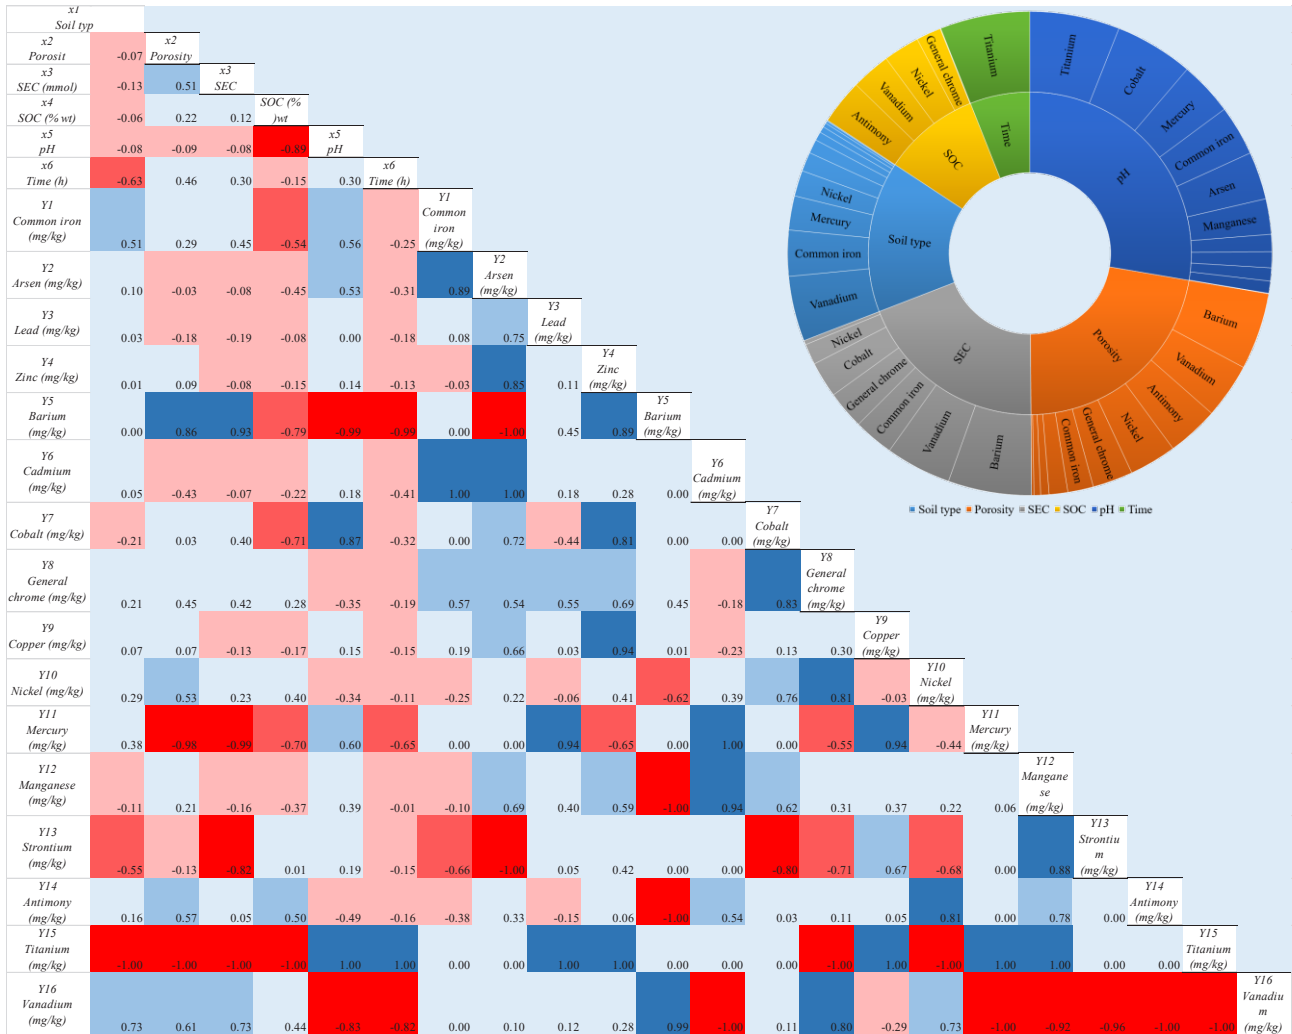 x1
Soil typ
x2
Porosit
-0.07
x2
Porosity
x3
SEC (mmol)
-0.13 0.51
x3
SEC
x4
SOC (% wt)
-0.06 0.22 0.12
SOC (%
)wt
x5
pH
-0.08 -0.09 -0.08 -0.89
x5
pH
x6
Time (h)
-0.63 0.46 0.30 -0.15 0.30
x6
Time (h)
Y1
Common iron
(mg/kg)
0.51 0.29 0.45 -0.54 0.56 -0.25
Y1
Common
iron
(mg/kg)
Y2
Arsen (mg/kg)
0.10 -0.03 -0.08 -0.45 0.53 -0.31 0.89
Y2
Arsen
(mg/kg)
Y3
Lead (mg/kg)
0.03 -0.18 -0.19 -0.08 0.00 -0.18 0.08 0.75
Y3
Lead
(mg/kg)
Y4
Zinc (mg/kg)
0.01 0.09 -0.08 -0.15 0.14 -0.13 -0.03 0.85 0.11
Y4
Zinc
(mg/kg)
Y5
Barium
(mg/kg)
0.00 0.86 0.93 -0.79 -0.99 -0.99 0.00 -1.00 0.45 0.89
Y5
Barium
(mg/kg)
Y6
Cadmium
(mg/kg)
0.05 -0.43 -0.07 -0.22 0.18 -0.41 1.00 1.00 0.18 0.28 0.00
Y6
Cadmium
(mg/kg)
Y7
Cobalt (mg/kg)
-0.21 0.03 0.40 -0.71 0.87 -0.32 0.00 0.72 -0.44 0.81 0.00 0.00
Y7
Cobalt
(mg/kg)
Y8
General
chrome (mg/kg)
0.21 0.45 0.42 0.28 -0.35 -0.19 0.57 0.54 0.55 0.69 0.45 -0.18 0.83
Y8
General
chrome
(mg/kg)
Y9
Copper (mg/kg)
0.07 0.07 -0.13 -0.17 0.15 -0.15 0.19 0.66 0.03 0.94 0.01 -0.23 0.13 0.30
Y9
Copper
(mg/kg)
Y10
Nickel (mg/kg)
0.29 0.53 0.23 0.40 -0.34 -0.11 -0.25 0.22 -0.06 0.41 -0.62 0.39 0.76 0.81 -0.03
Y10
Nickel
(mg/kg)
Y11
Mercury
(mg/kg)
0.38 -0.98 -0.99 -0.70 0.60 -0.65 0.00 0.00 0.94 -0.65 0.00 1.00 0.00 -0.55 0.94 -0.44
Y11
Mercury
(mg/kg)
Y12
Manganese
(mg/kg)
-0.11 0.21 -0.16 -0.37 0.39 -0.01 -0.10 0.69 0.40 0.59 -1.00 0.94 0.62 0.31 0.37 0.22 0.06
Y12
Mangane
se
(mg/kg)
Y13
Strontium
(mg/kg)
-0.55 -0.13 -0.82 0.01 0.19 -0.15 -0.66 -1.00 0.05 0.42 0.00 0.00 -0.80 -0.71 0.67 -0.68 0.00 0.88
Y13
Strontiu
m
(mg/kg)
Y14
Antimony
(mg/kg)
0.16 0.57 0.05 0.50 -0.49 -0.16 -0.38 0.33 -0.15 0.06 -1.00 0.54 0.03 0.11 0.05 0.81 0.00 0.78 0.00
Y14
Antimony
(mg/kg)
Y15
Titanium
(mg/kg)
-1.00 -1.00 -1.00 -1.00 1.00 1.00 0.00 0.00 1.00 1.00 0.00 0.00 0.00 -1.00 1.00 -1.00 1.00 1.00 0.00 0.00
Y15
Titanium
(mg/kg)
Y16
Vanadium
(mg/kg)
0.73 0.61 0.73 0.44 -0.83 -0.82 0.00 0.10 0.12 0.28 0.99 -1.00 0.11 0.80 -0.29 0.73 -1.00 -0.92 -0.96 -1.00 -1.00
Y16
Vanadiu
m
(mg/kg)
Titanium
Cobalt
Mercury
Common iron
Arsen
Manganese
pH
Barium
Vanadium
Antimony
Nickel
General chrome
Common iron
Porosity
Barium
Vanadium
Common iron
General chrome
Cobalt
Nickel
SEC
Vanadium
Common iron
Mercury
Nickel
Soil type
Antimony
Vanadium
Nickel
General chrome
SOC
Titanium
Time
Soil type Porosity SEC SOC pH Time